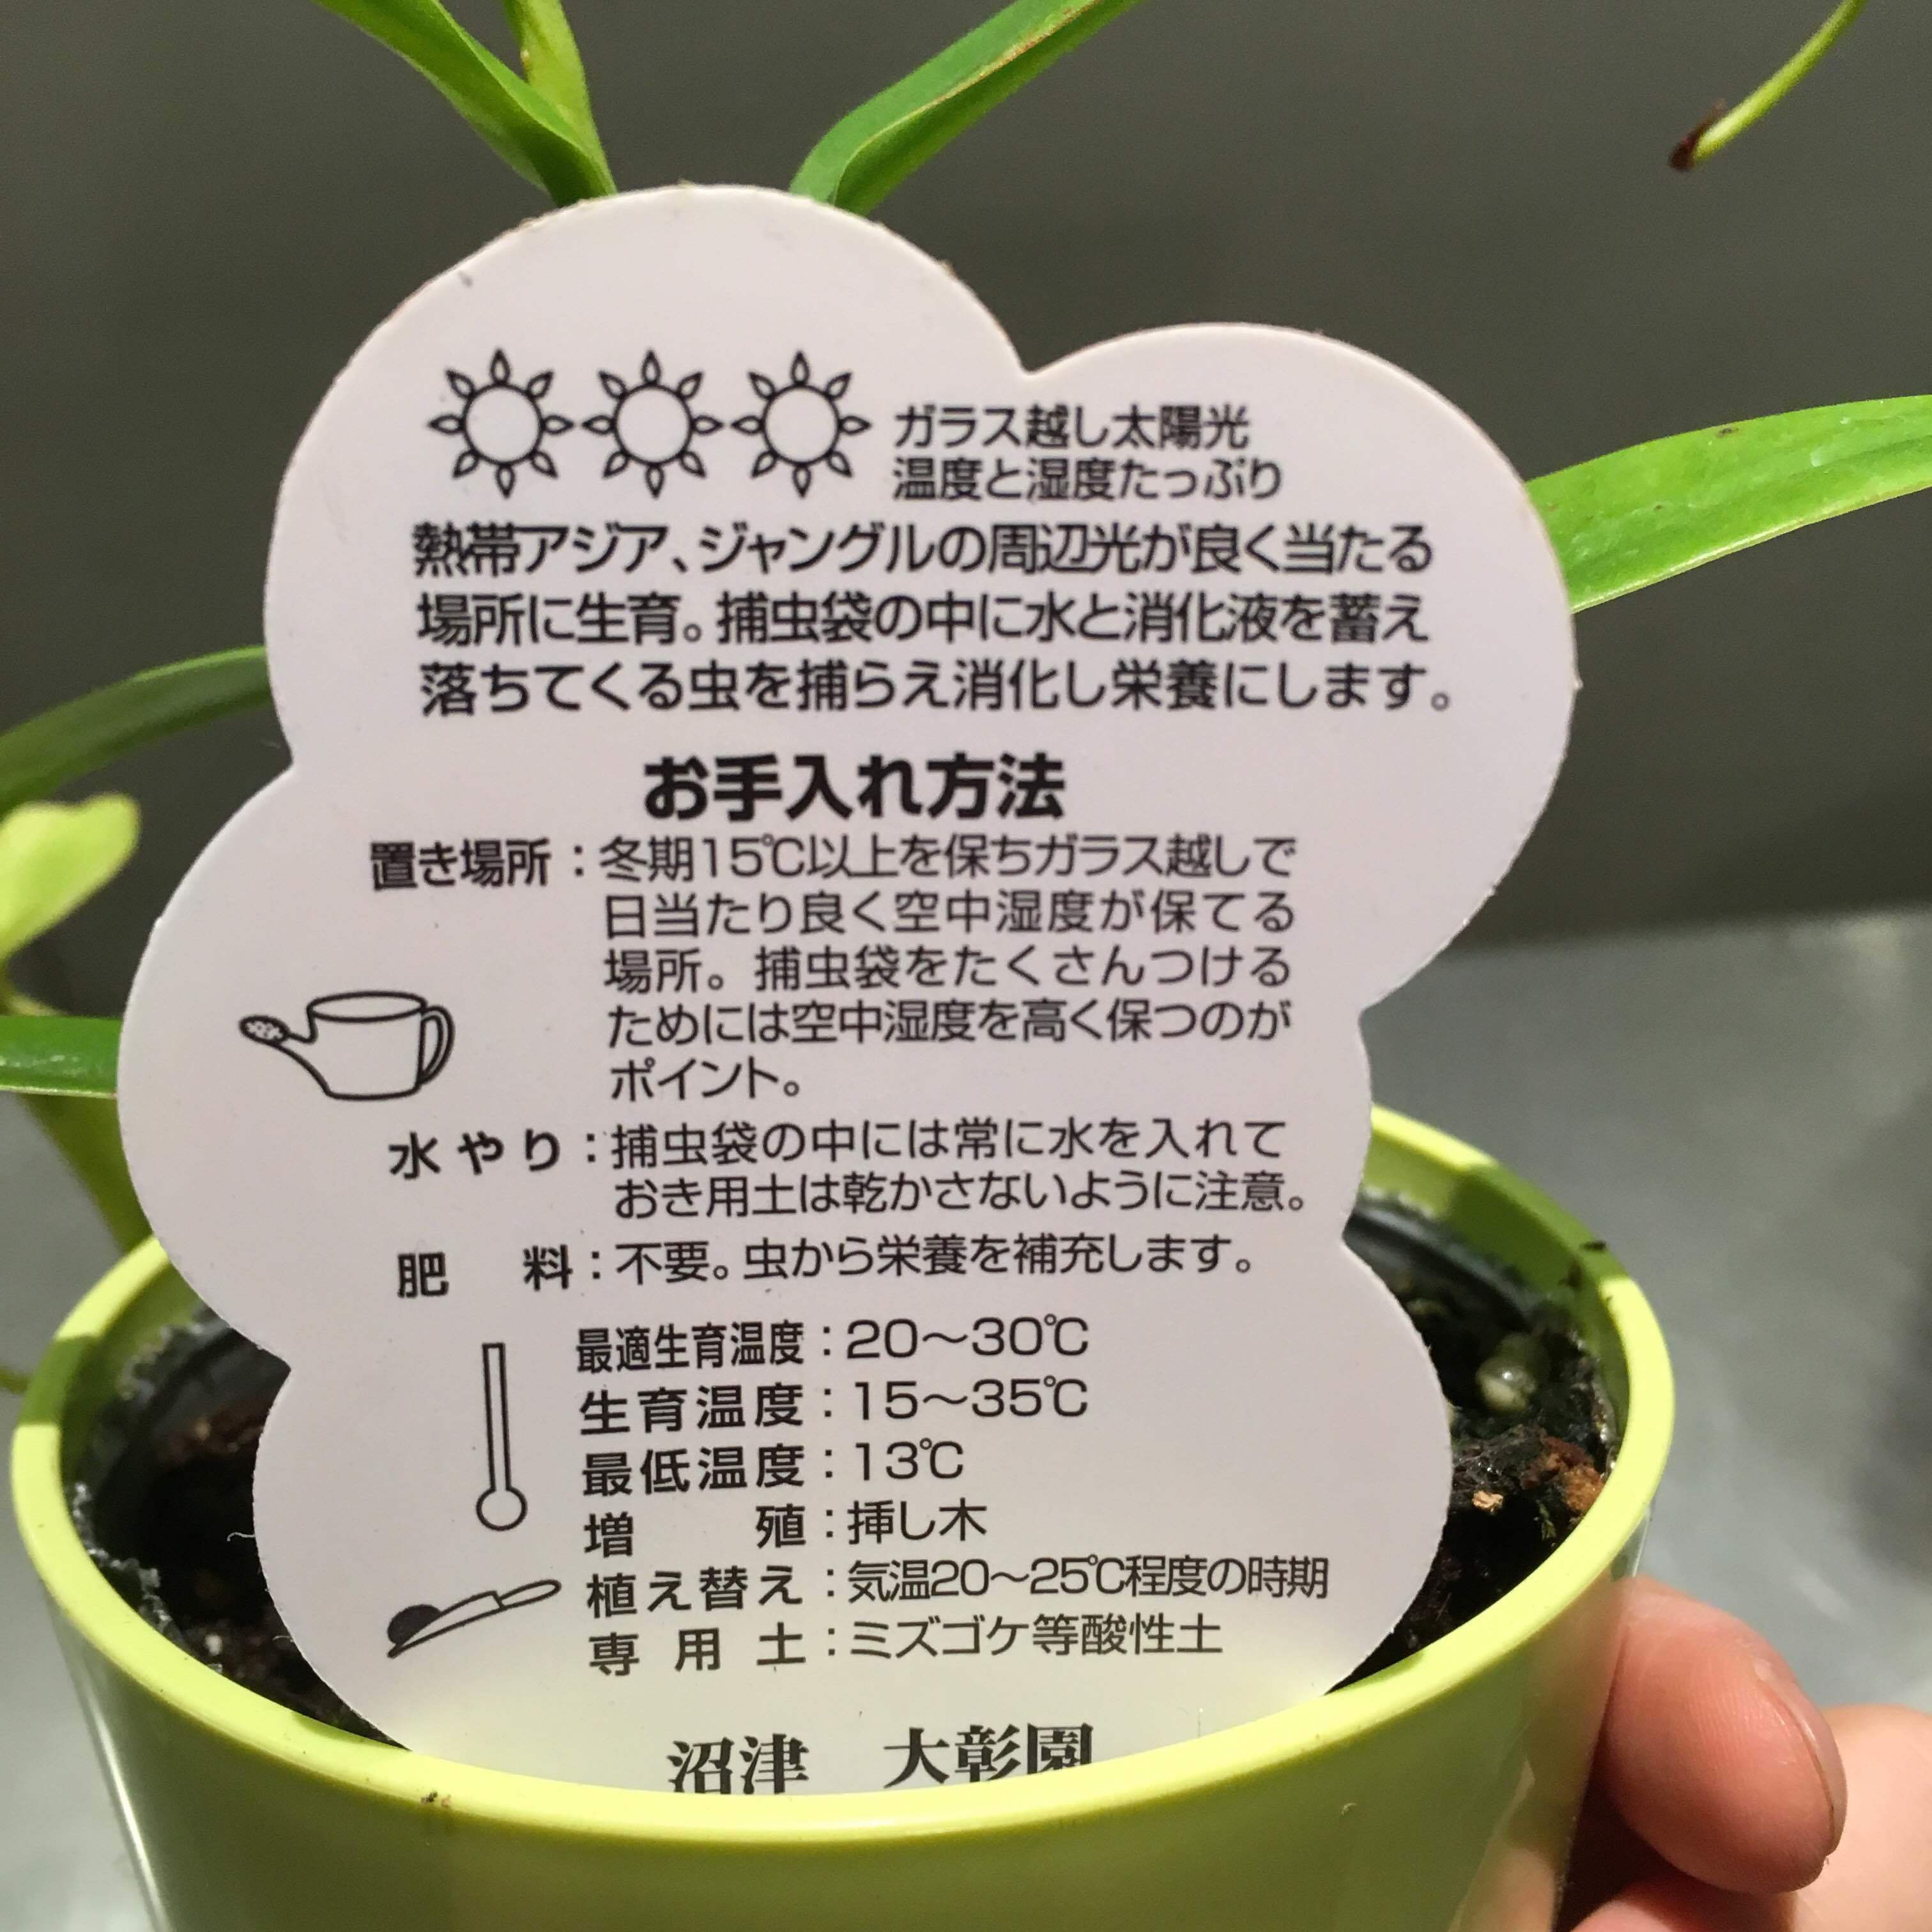 ガラス越し太陽光
温度と湿度たっぷり
熱帯アジア、ジャングルの周辺光が良く当たる
場所に生育。捕虫袋の中に水と消化液を蓄え
落ちてくる虫を捕らえ消化し栄養にします。
お手入れ方法
置き場所：冬期15℃以上を保ちガラス越しで
日当たり良く空中湿度が保てる
場所。捕虫袋をたくさんつける
ためには空中湿度を高く保つのが
ポイント。
水やり：捕虫袋の中には常に水を入れて
おき用土は乾かさないように注意。
肥料：不要。虫から栄養を補充します。
最適生育温度：20～30℃
生育温度：15～35℃
最低温度：13℃
増殖：挿し木
植え替え：気温20～25℃程度の時期
専用土：ミズゴケ等酸性土
沼津 大彰園